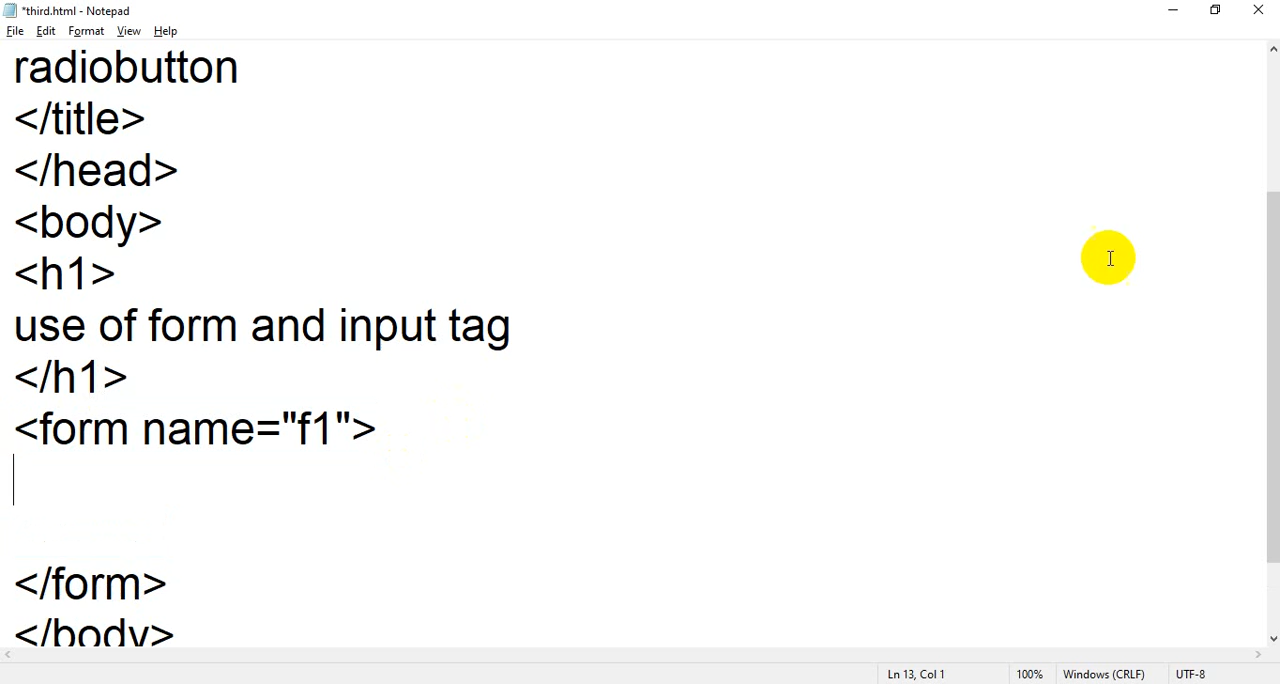 *third.html - Notepad
File Edit Format View Help
radiobutton
</title>
</head>
<body>
<h1>
use of form and input tag
</h1>
<form name="f1">
</form>
</body>
Ln 13, Col 1 100% Windows (CRLF) UTF-8